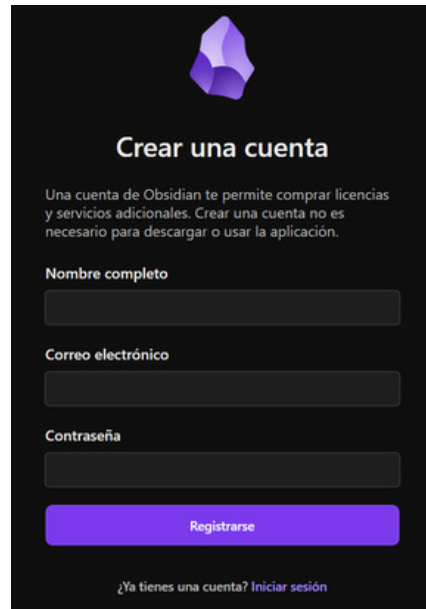 Crear una cuenta
Una cuenta de Obsidian te permite comprar licencias
y servicios adicionales. Crear una cuenta no es
necesario para descargar o usar la aplicación.
Nombre completo
Correo electrónico
Contraseña
Registrarse
¿Ya tienes una cuenta? Iniciar sesión